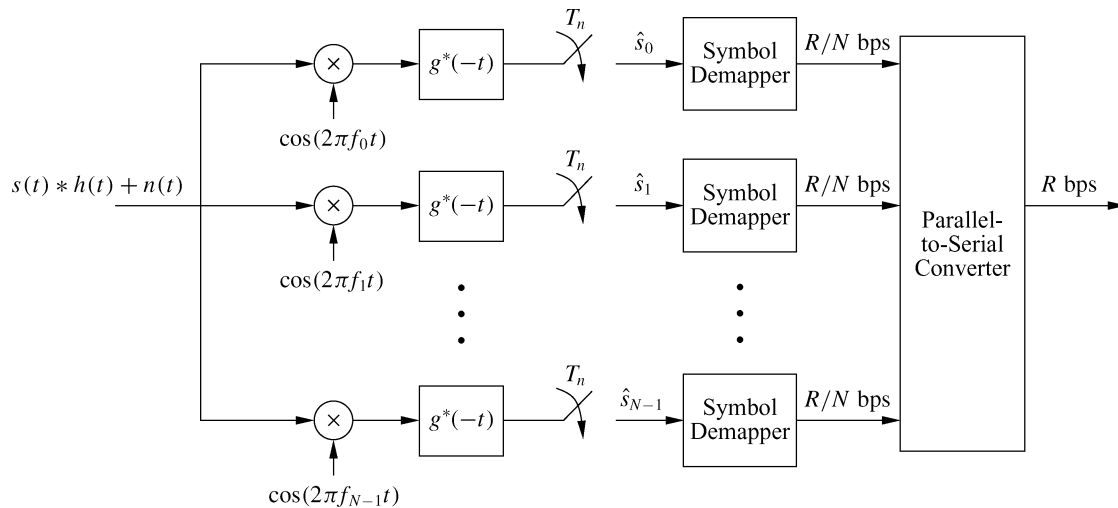 T_n
ŝ_0
Symbol
Demapper
R/N bps
g*(−t)
×
cos(2πf_0t)
s(t) * h(t) + n(t)
T_n
ŝ_1
Symbol
Demapper
R/N bps
g*(−t)
×
cos(2πf_1t)
Parallel-
to-Serial
Converter
R bps
T_n
ŝ_{N−1}
Symbol
Demapper
R/N bps
g*(−t)
×
cos(2πf_{N−1}t)